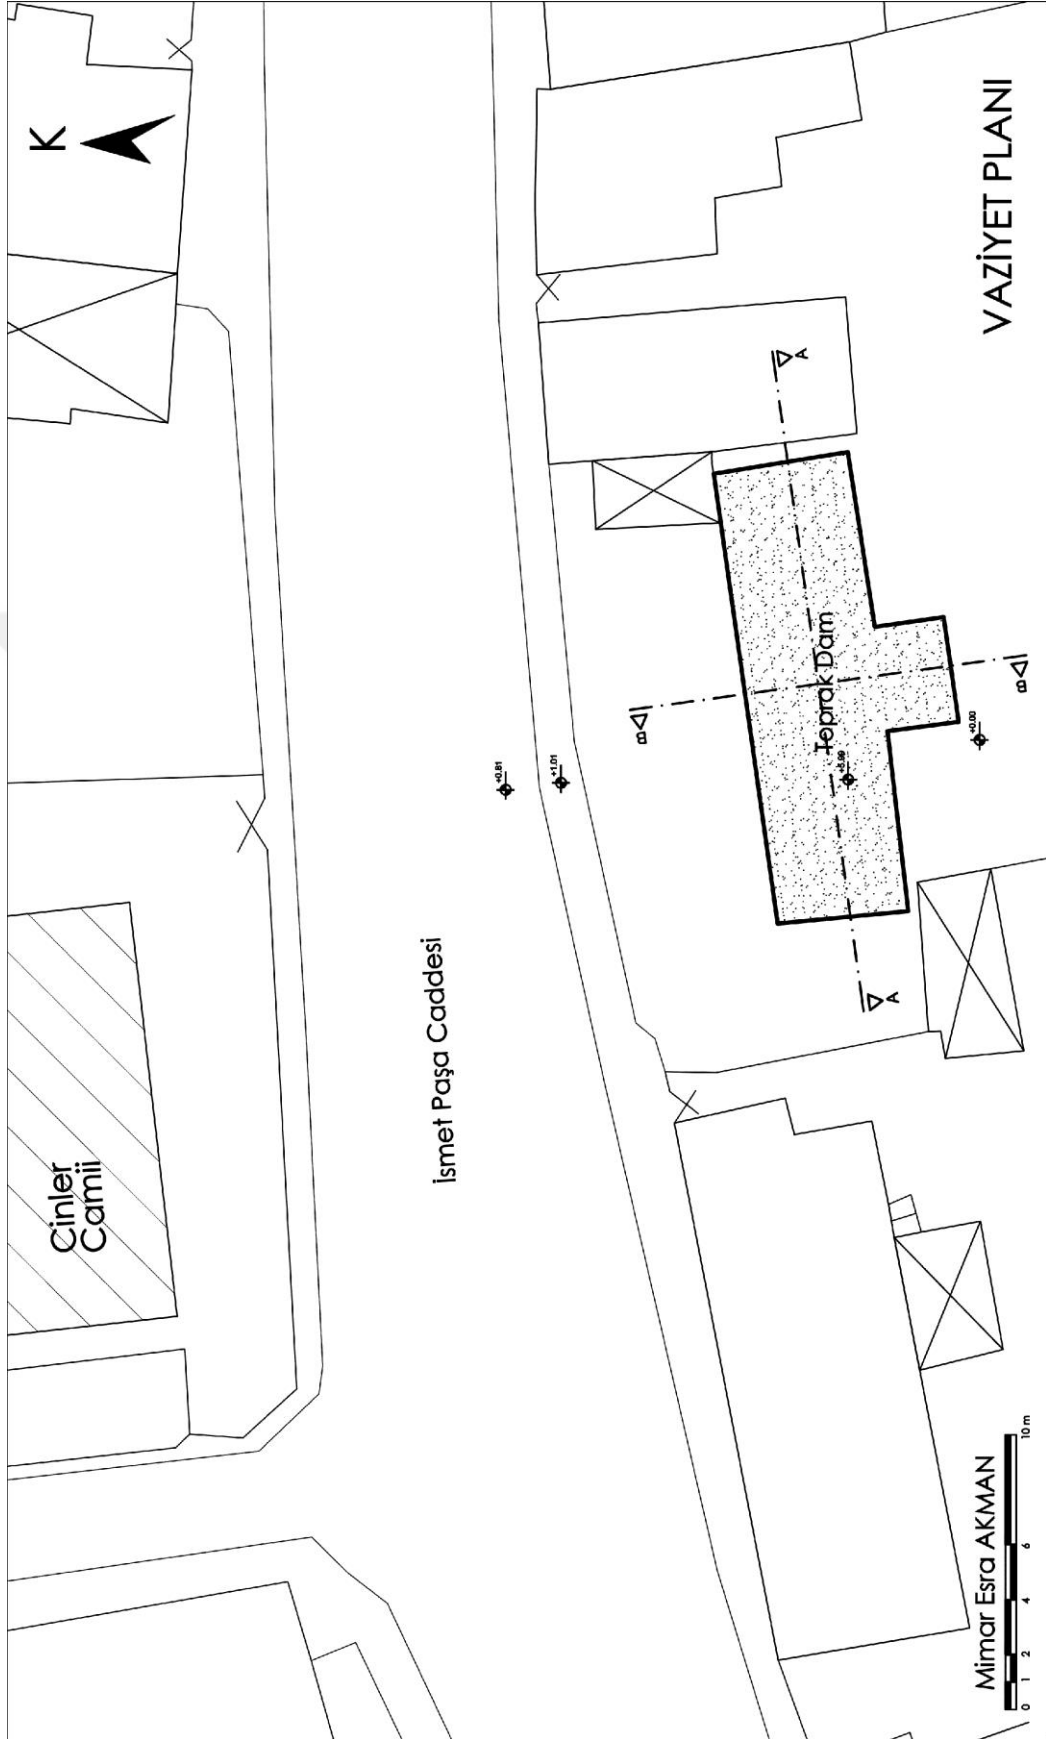 K
VAZİYET PLANI
A
Toprak Dam
B
B
+0.81
+1.01
+0.00
Cinler
Camii
İsmet Paşa Caddesi
A
Mimar Esra AKMAN
0 1 2 4 6 10 m